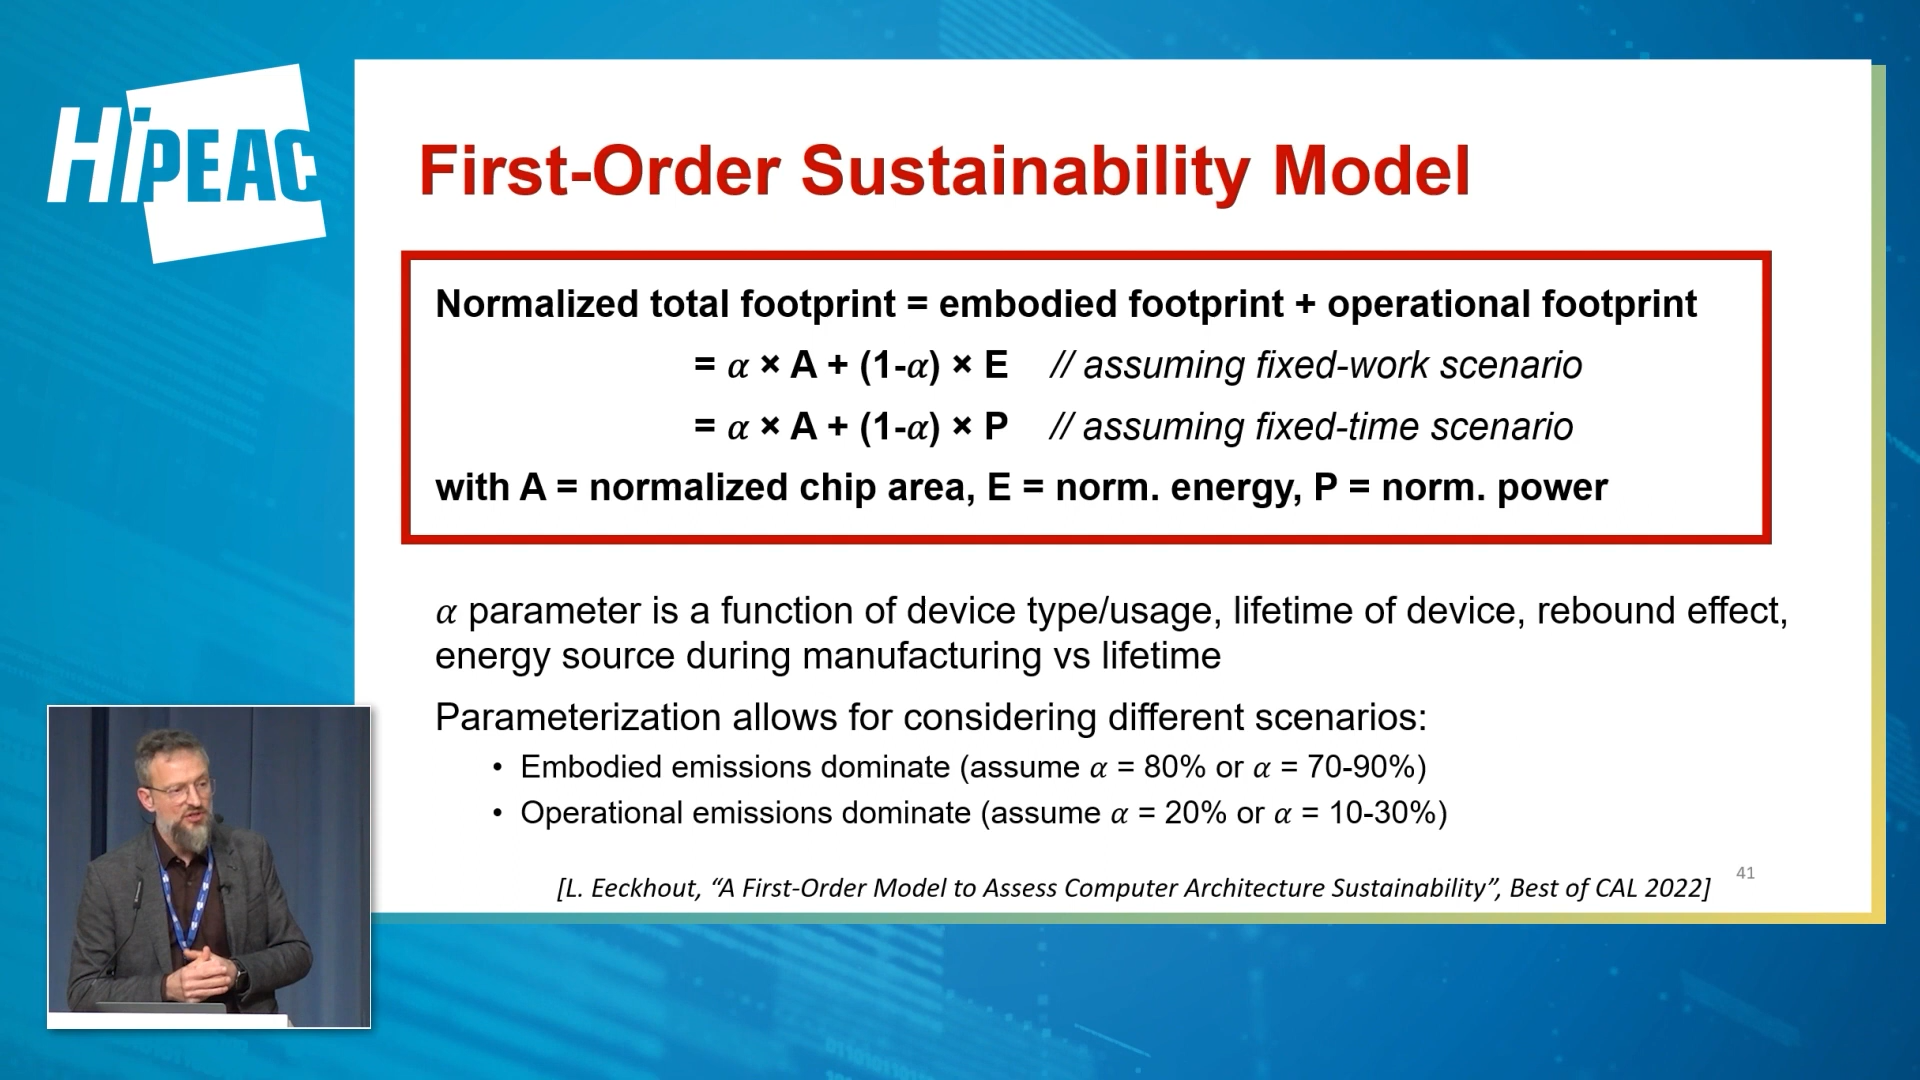 HiPEAC
First-Order Sustainability Model
Normalized total footprint = embodied footprint + operational footprint
= 𝛼 × A + (1-𝛼) × E // assuming fixed-work scenario
= 𝛼 × A + (1-𝛼) × P // assuming fixed-time scenario
with A = normalized chip area, E = norm. energy, P = norm. power
𝛼 parameter is a function of device type/usage, lifetime of device, rebound effect,
energy source during manufacturing vs lifetime
Parameterization allows for considering different scenarios:
• Embodied emissions dominate (assume 𝛼 = 80% or 𝛼 = 70-90%)
• Operational emissions dominate (assume 𝛼 = 20% or 𝛼 = 10-30%)
[L. Eeckhout, “A First-Order Model to Assess Computer Architecture Sustainability”, Best of CAL 2022]
41